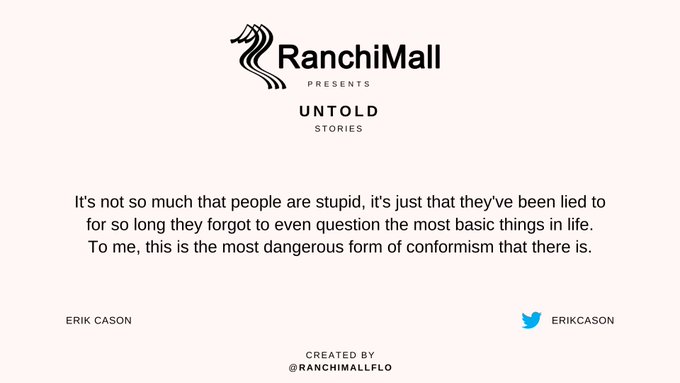 RanchiMall
PRESENTS
UNTOLD
STORIES
It's not so much that people are stupid, it's just that they've been lied to
for so long they forgot to even question the most basic things in life.
To me, this is the most dangerous form of conformism that there is.
ERIK CASON
ERIKCASON
CREATED BY
@RANCHIMALLFLO